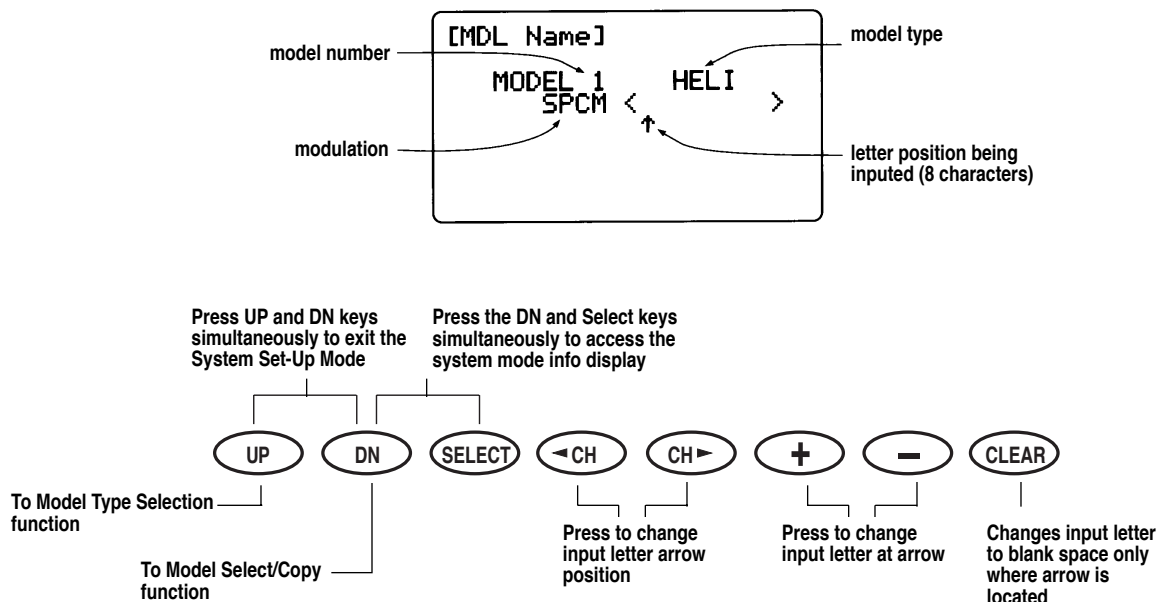 [MDL Name]
model number
model type
MODEL 1 HELI
SPCM < >
↑
modulation
letter position being
inputed (8 characters)
Press UP and DN keys
simultaneously to exit the
System Set-Up Mode
Press the DN and Select keys
simultaneously to access the
system mode info display
UP DN SELECT ◄CH CH► + – CLEAR
To Model Type Selection
function
To Model Select/Copy
function
Press to change
input letter arrow
position
Press to change
input letter at arrow
Changes input letter
to blank space only
where arrow is
located